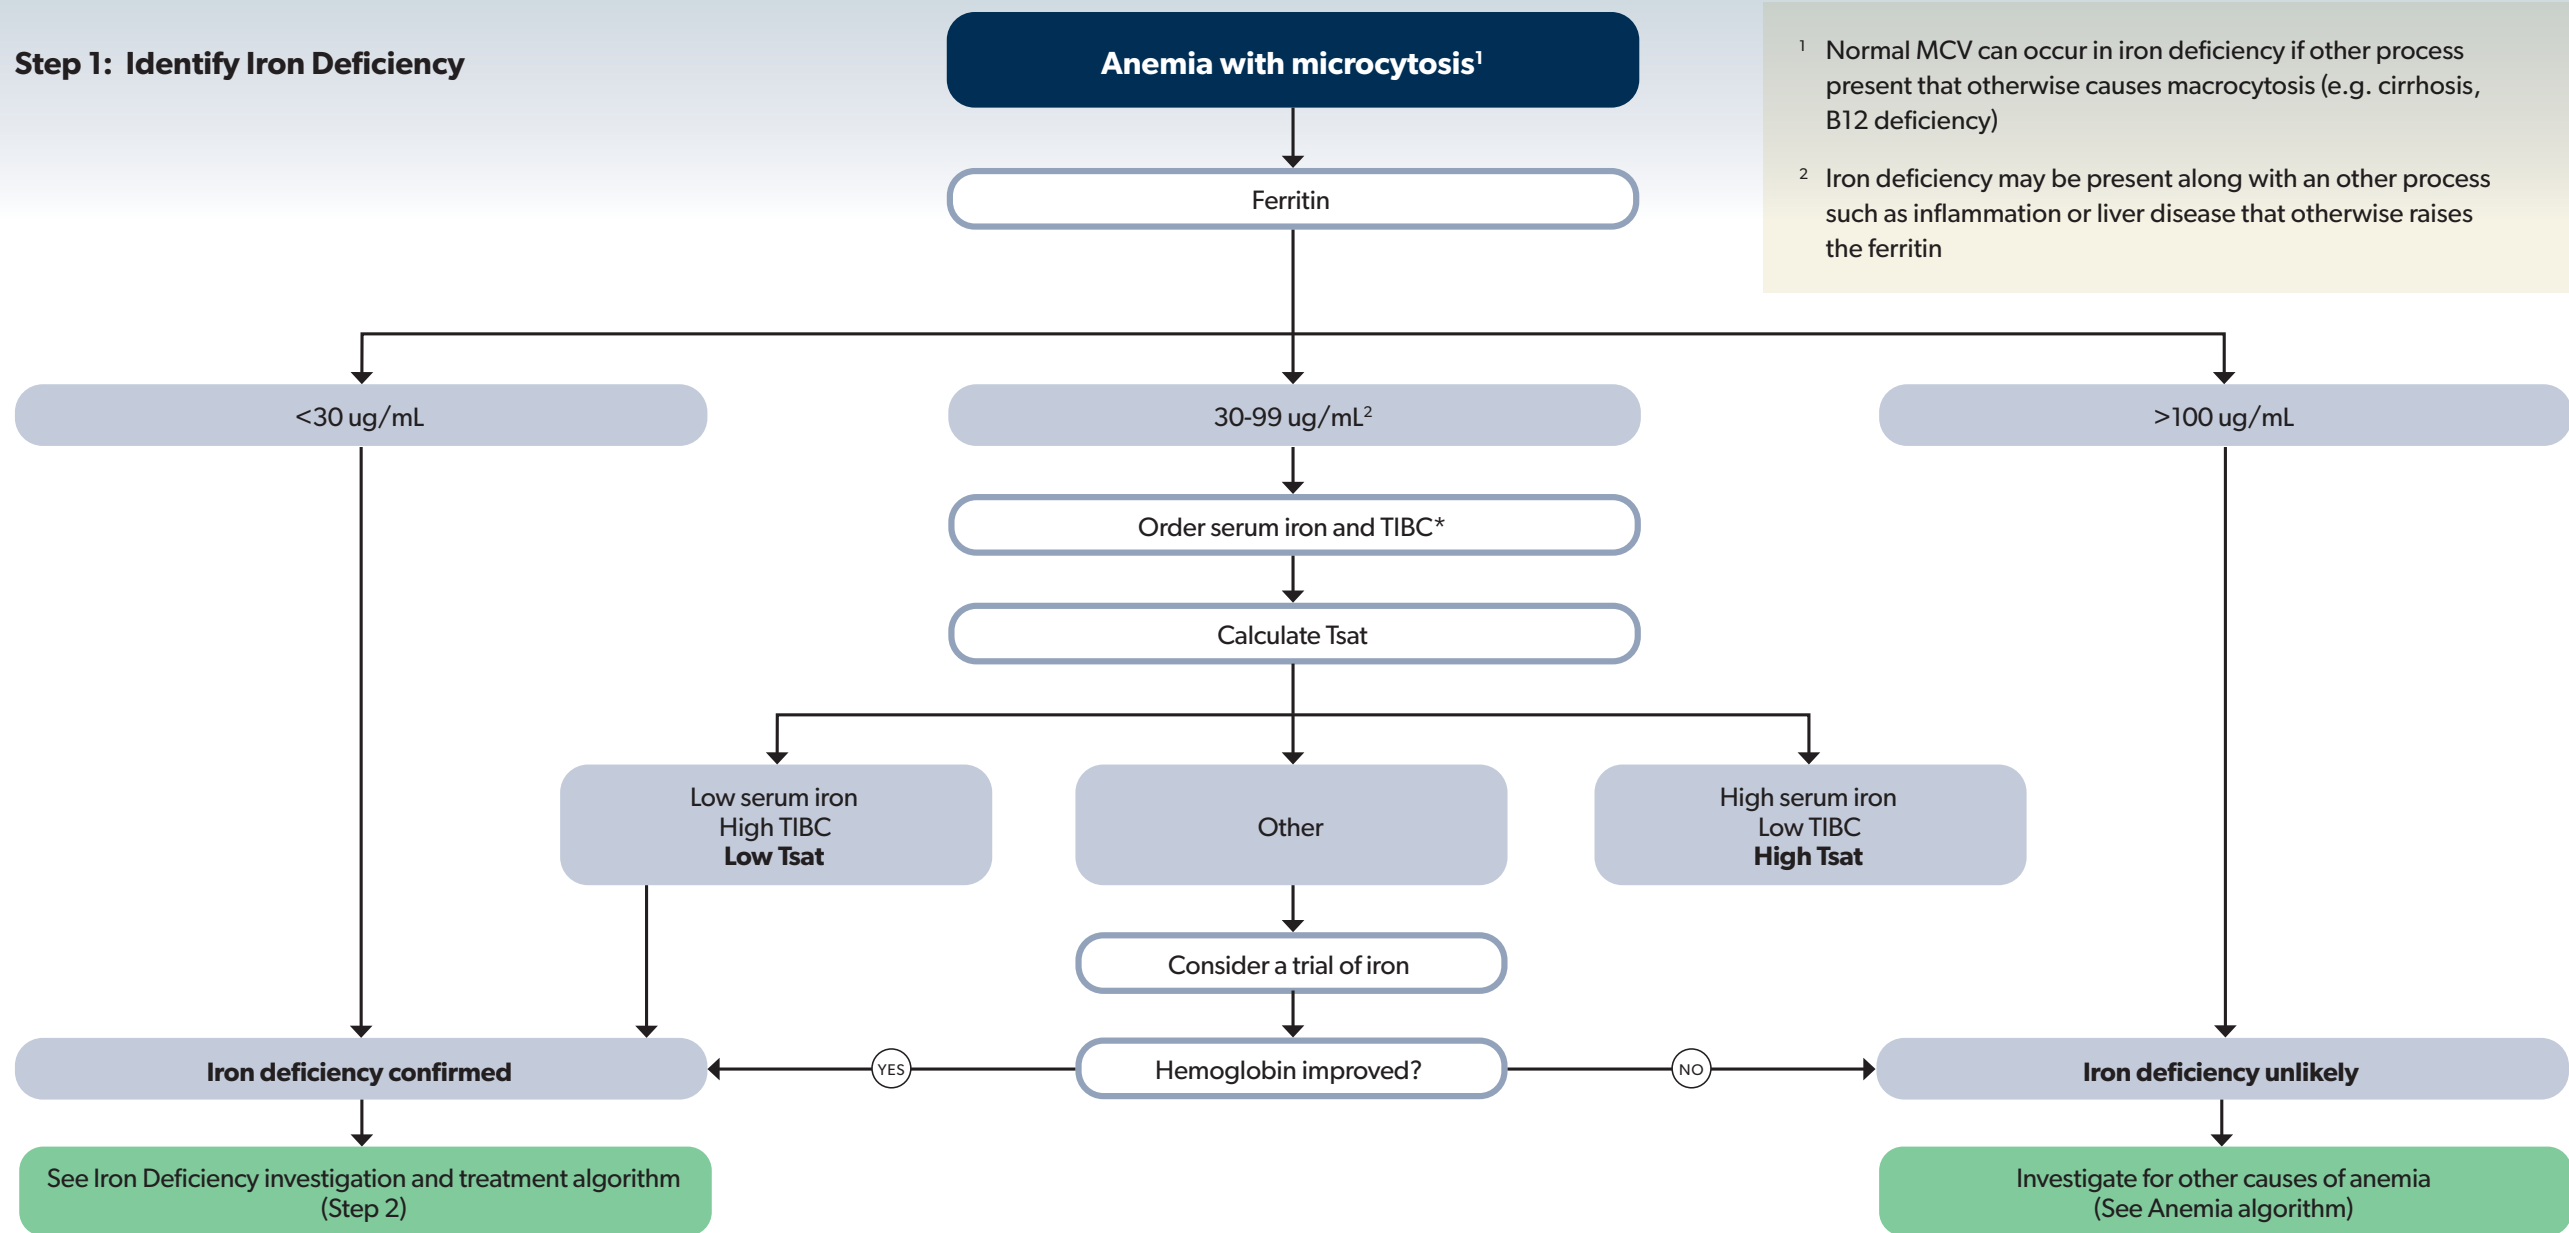 Step 1: Identify Iron Deficiency
Anemia with microcytosis¹
¹ Normal MCV can occur in iron deficiency if other process
present that otherwise causes macrocytosis (e.g. cirrhosis,
B12 deficiency)
² Iron deficiency may be present along with an other process
such as inflammation or liver disease that otherwise raises
the ferritin
Ferritin
<30 ug/mL
30-99 ug/mL²
>100 ug/mL
Order serum iron and TIBC*
Calculate Tsat
Low serum iron
High TIBC
Low Tsat
Other
High serum iron
Low TIBC
High Tsat
Consider a trial of iron
Iron deficiency confirmed
YES
Hemoglobin improved?
NO
Iron deficiency unlikely
See Iron Deficiency investigation and treatment algorithm
(Step 2)
Investigate for other causes of anemia
(See Anemia algorithm)